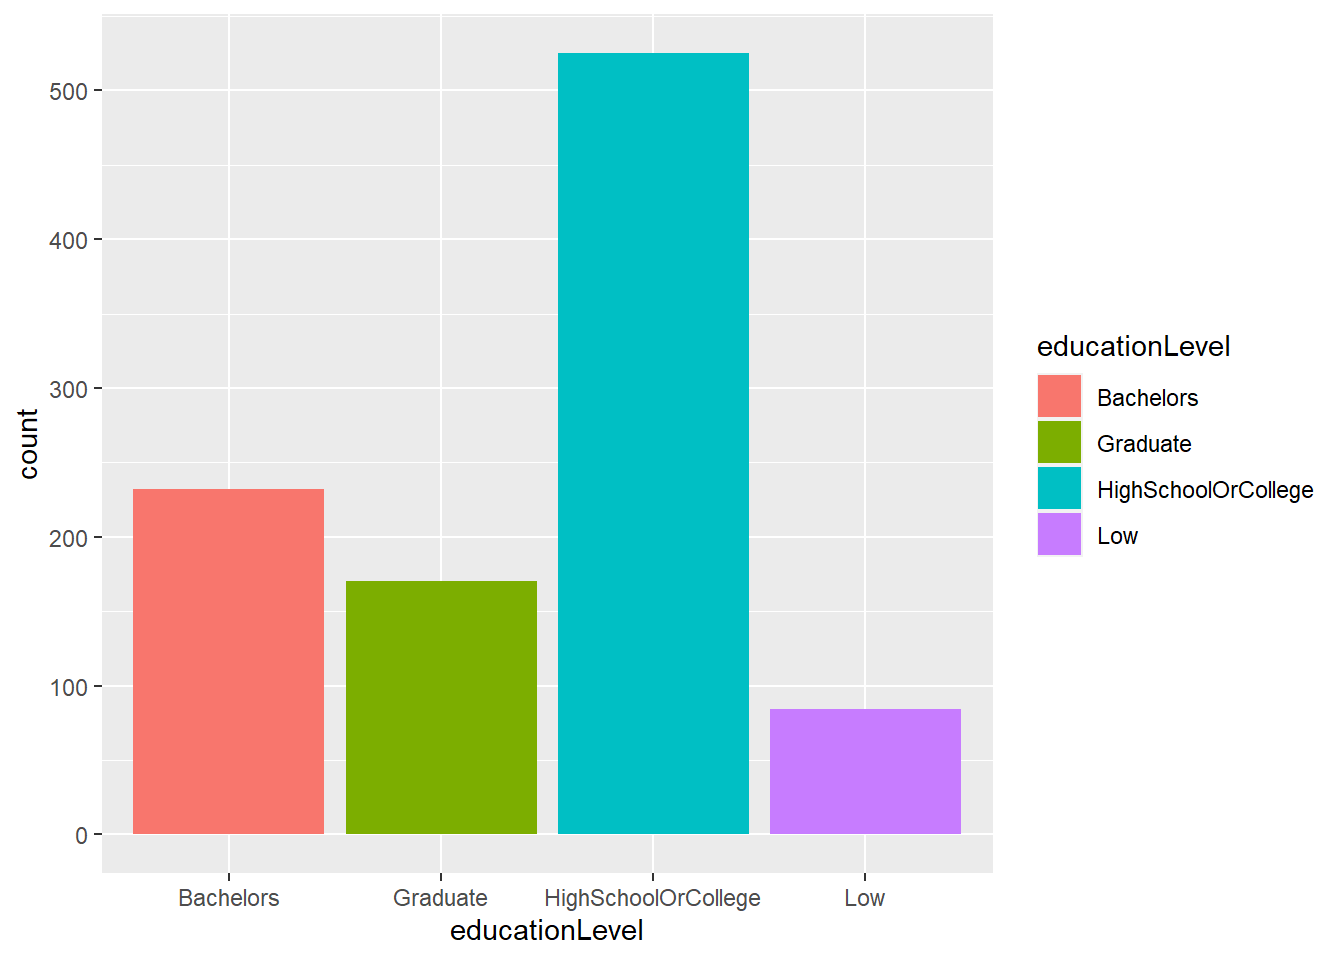 500
400
300
200
100
0
count
Bachelors Graduate HighSchoolOrCollege Low
educationLevel
educationLevel
Bachelors
Graduate
HighSchoolOrCollege
Low